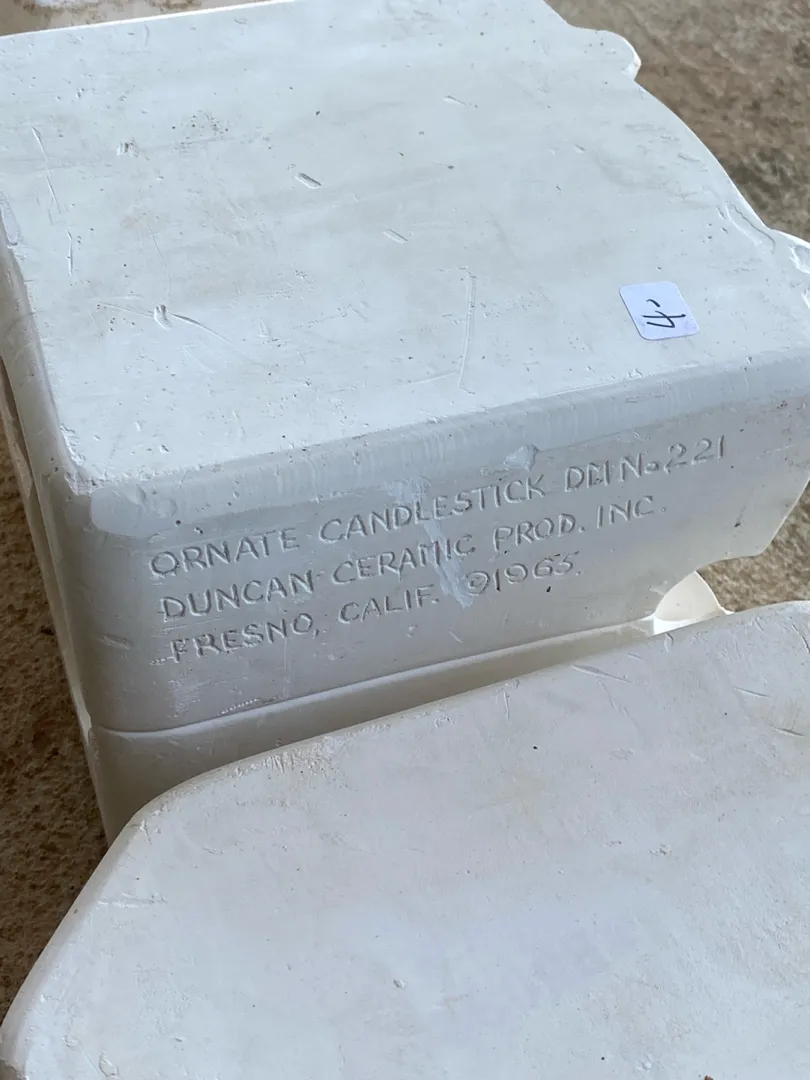 4-
ORNATE CANDLESTICK DM No 221
DUNCAN CERAMIC PROD. INC.
FRESNO, CALIF. ©1965.